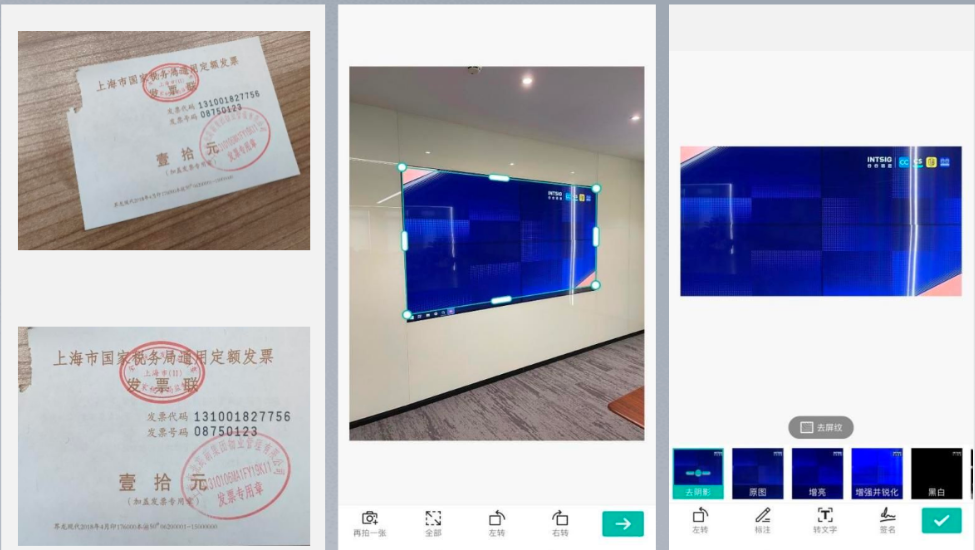 上海市国家税务局通用定额发票
发票联
发票代码 131001827756
发票号码 08750123
壹拾元
(加盖发票专用章)
发票专用章
上海市国家税务局通用定额发票
上海市(11)
发票联
发票代码 131001827756
发票号码 08750123
壹拾元
(加盖发票专用章)
发票专用章
INTSIG
再拍一张
全部
左转
右转
INTSIG
CC
CS
去屏纹
去阴影
原图
增亮
增强并锐化
黑白
左转
标注
转文字
签名